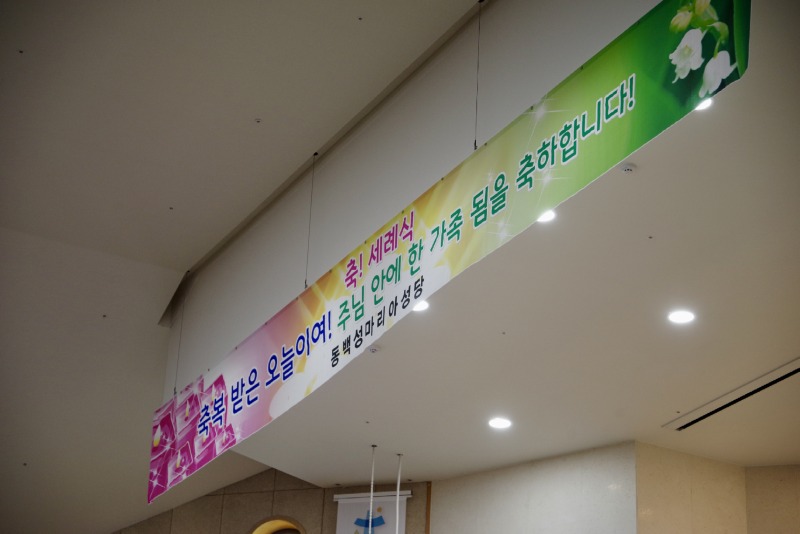 축! 세례식
축복 받은 오늘이여! 주님 안에 한 가족 됨을 축하합니다!
동백성마리아성당